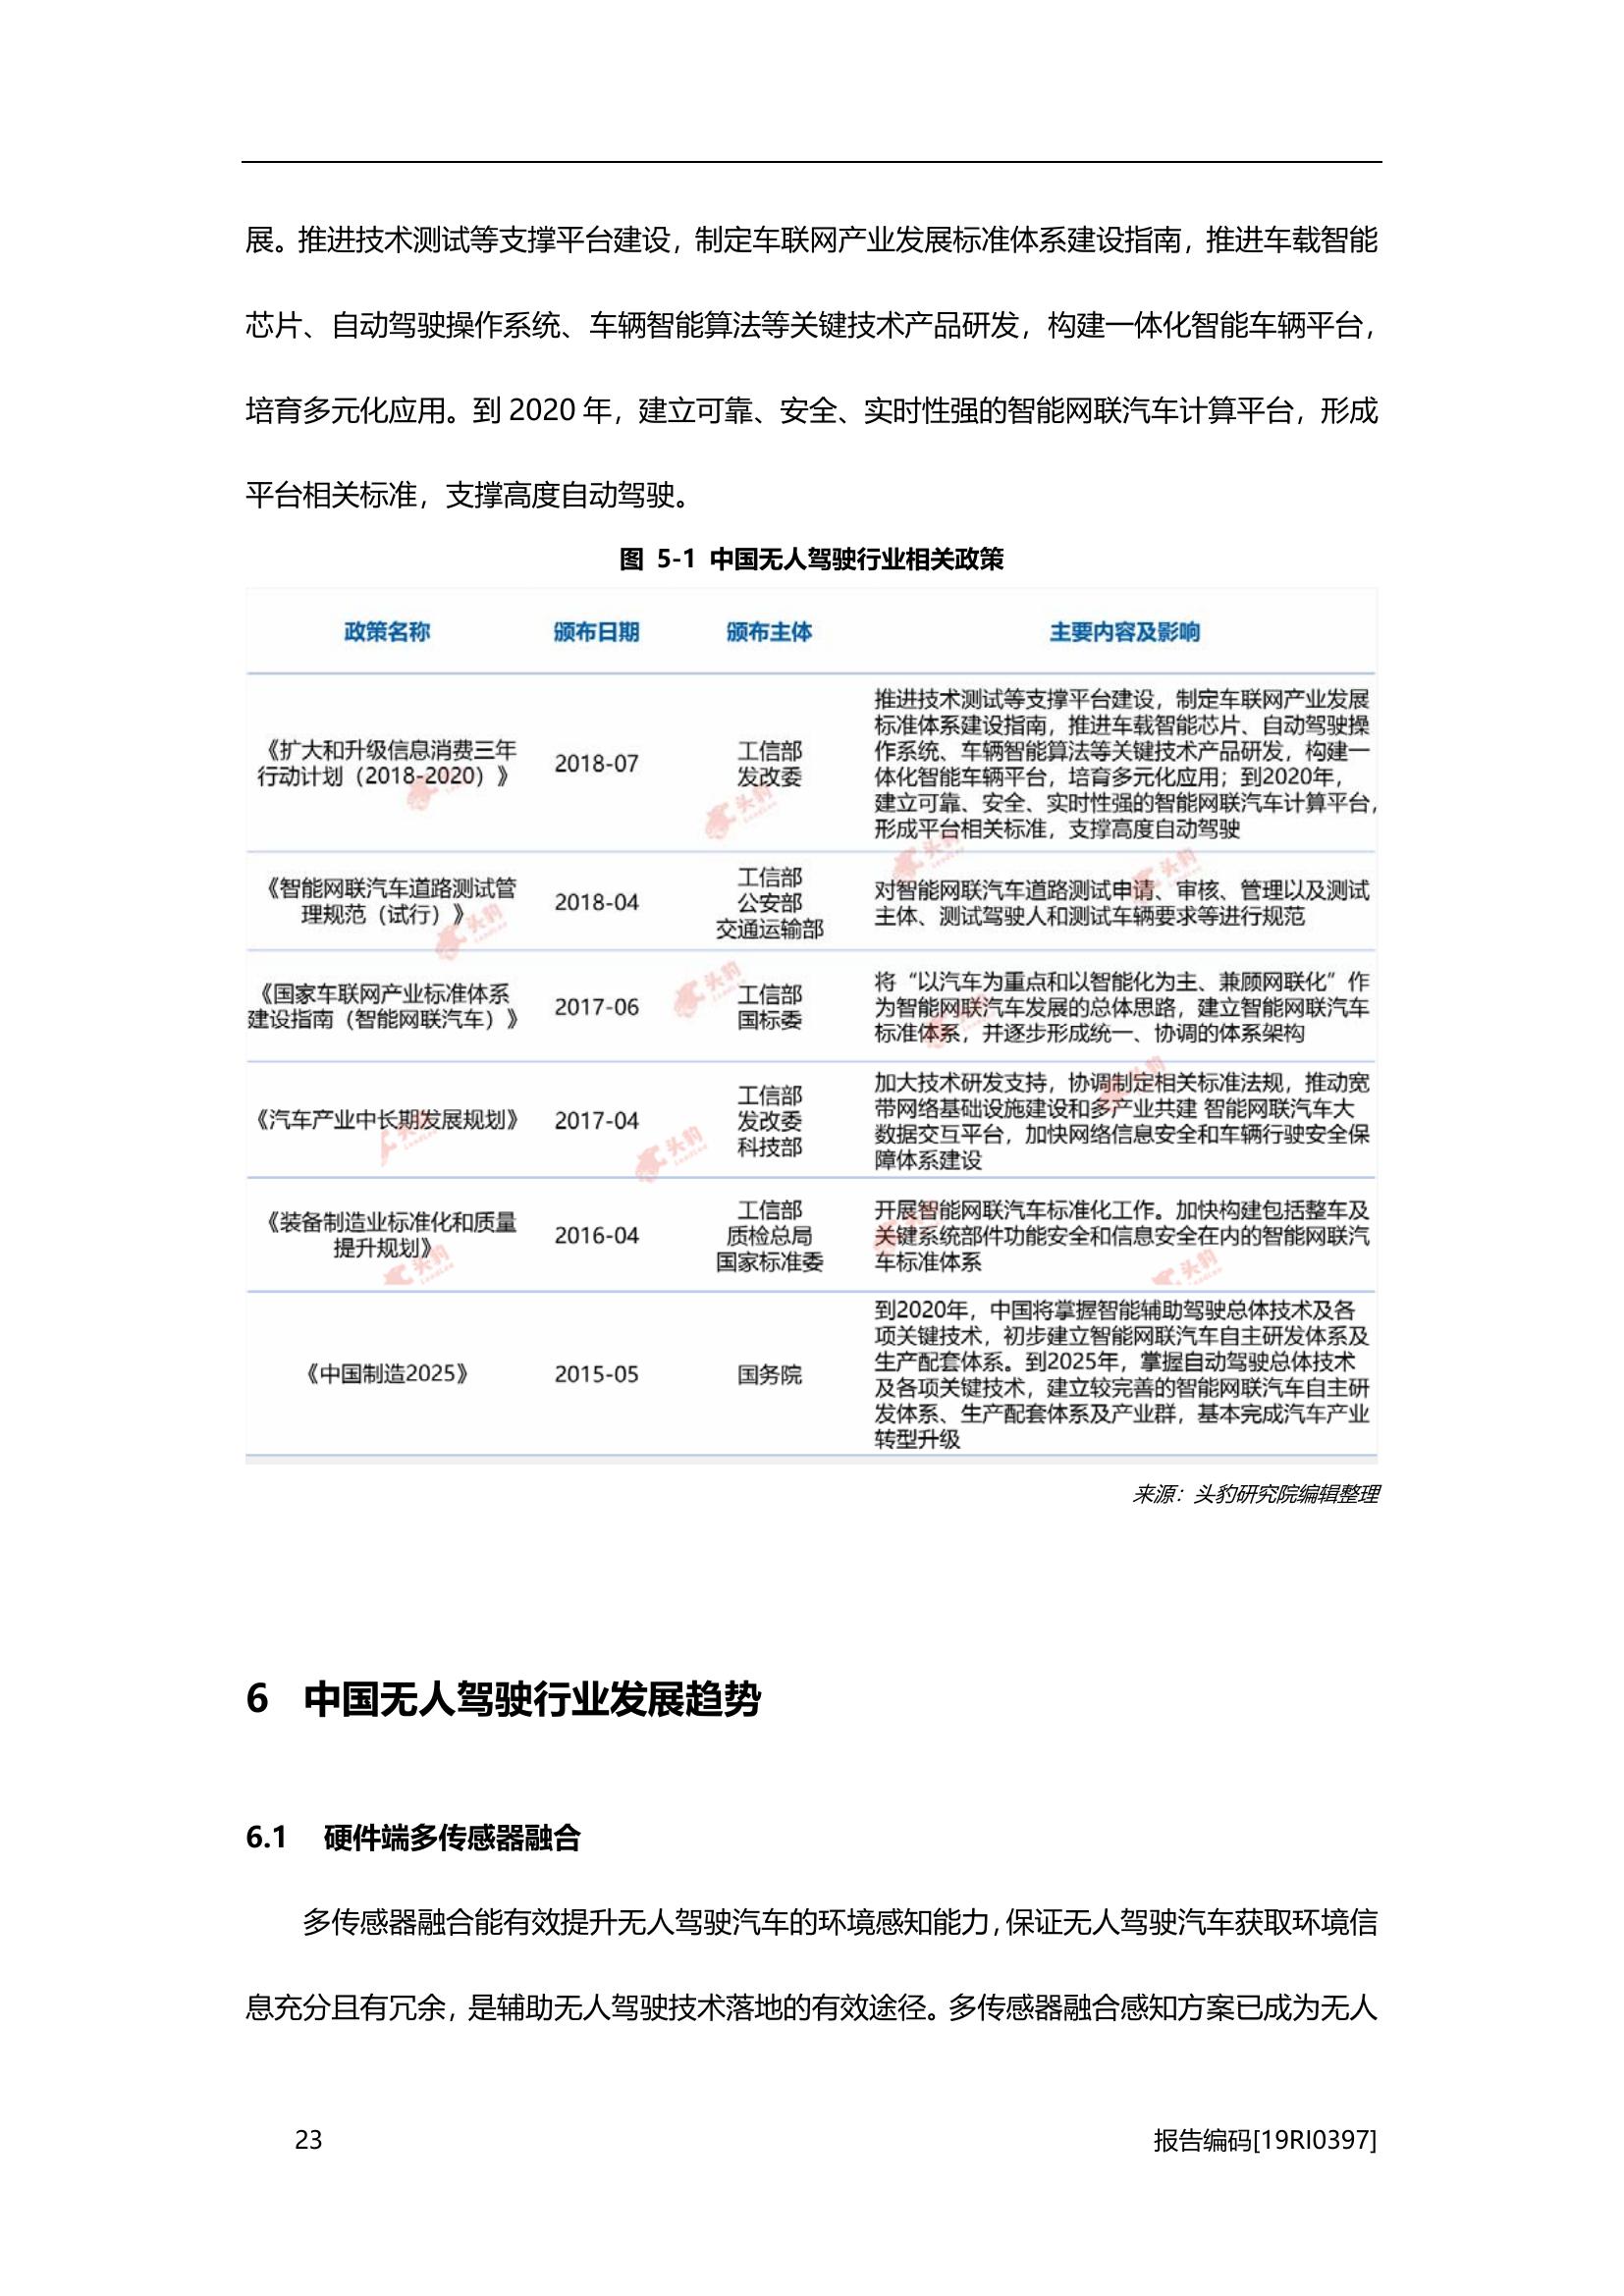 展。推进技术测试等支撑平台建设，制定车联网产业发展标准体系建设指南，推进车载智能
芯片、自动驾驶操作系统、车辆智能算法等关键技术产品研发，构建一体化智能车辆平台，
培育多元化应用。到 2020 年，建立可靠、安全、实时性强的智能网联汽车计算平台，形成
平台相关标准，支撑高度自动驾驶。
图 5-1 中国无人驾驶行业相关政策
政策名称 颁布日期 颁布主体 主要内容及影响
《扩大和升级信息消费三年
行动计划（2018-2020）》
2018-07
工信部
发改委
推进技术测试等支撑平台建设，制定车联网产业发展
标准体系建设指南，推进车载智能芯片、自动驾驶操
作系统、车辆智能算法等关键技术产品研发，构建一
体化智能车辆平台，培育多元化应用；到2020年，
建立可靠、安全、实时性强的智能网联汽车计算平台，
形成平台相关标准，支撑高度自动驾驶
《智能网联汽车道路测试管
理规范（试行）》
2018-04
工信部
公安部
交通运输部
对智能网联汽车道路测试申请、审核、管理以及测试
主体、测试驾驶人和测试车辆要求等进行规范
《国家车联网产业标准体系
建设指南（智能网联汽车）》
2017-06
工信部
国标委
将“以汽车为重点和以智能化为主、兼顾网联化”作
为智能网联汽车发展的总体思路，建立智能网联汽车
标准体系，并逐步形成统一、协调的体系架构
《汽车产业中长期发展规划》
2017-04
工信部
发改委
科技部
加大技术研发支持，协调制定相关标准法规，推动宽
带网络基础设施建设和多产业共建 智能网联汽车大
数据交互平台，加快网络信息安全和车辆行驶安全保
障体系建设
《装备制造业标准化和质量
提升规划》
2016-04
工信部
质检总局
国家标准委
开展智能网联汽车标准化工作。加快构建包括整车及
关键系统部件功能安全和信息安全在内的智能网联汽
车标准体系
《中国制造2025》
2015-05
国务院
到2020年，中国将掌握智能辅助驾驶总体技术及各
项关键技术，初步建立智能网联汽车自主研发体系及
生产配套体系。到2025年，掌握自动驾驶总体技术
及各项关键技术，建立较完善的智能网联汽车自主研
发体系、生产配套体系及产业群，基本完成汽车产业
转型升级
来源：头豹研究院编辑整理
6 中国无人驾驶行业发展趋势
6.1 硬件端多传感器融合
多传感器融合能有效提升无人驾驶汽车的环境感知能力，保证无人驾驶汽车获取环境信
息充分且有冗余，是辅助无人驾驶技术落地的有效途径。多传感器融合感知方案已成为无人
23
报告编码[19RI0397]